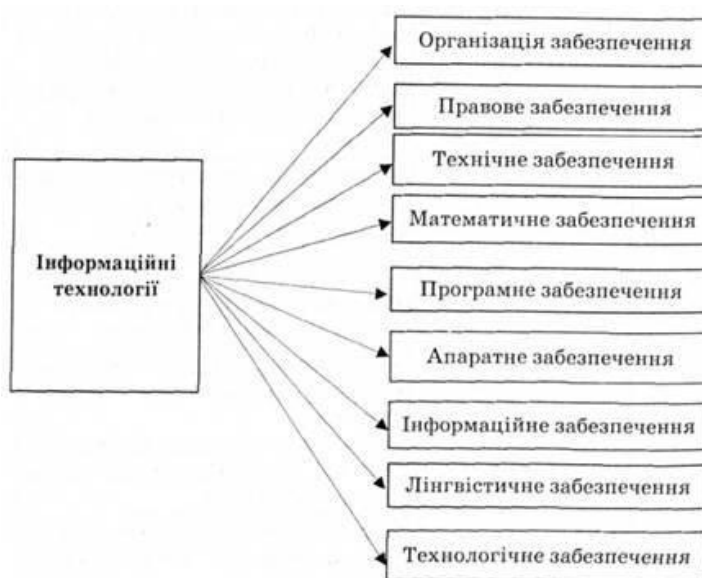 Інформаційні
технології
Організація забезпечення
Правове забезпечення
Технічне забезпечення
Математичне забезпечення
Програмне забезпечення
Апаратне забезпечення
Інформаційне забезпечення
Лінгвістичне забезпечення
Технологічне забезпечення